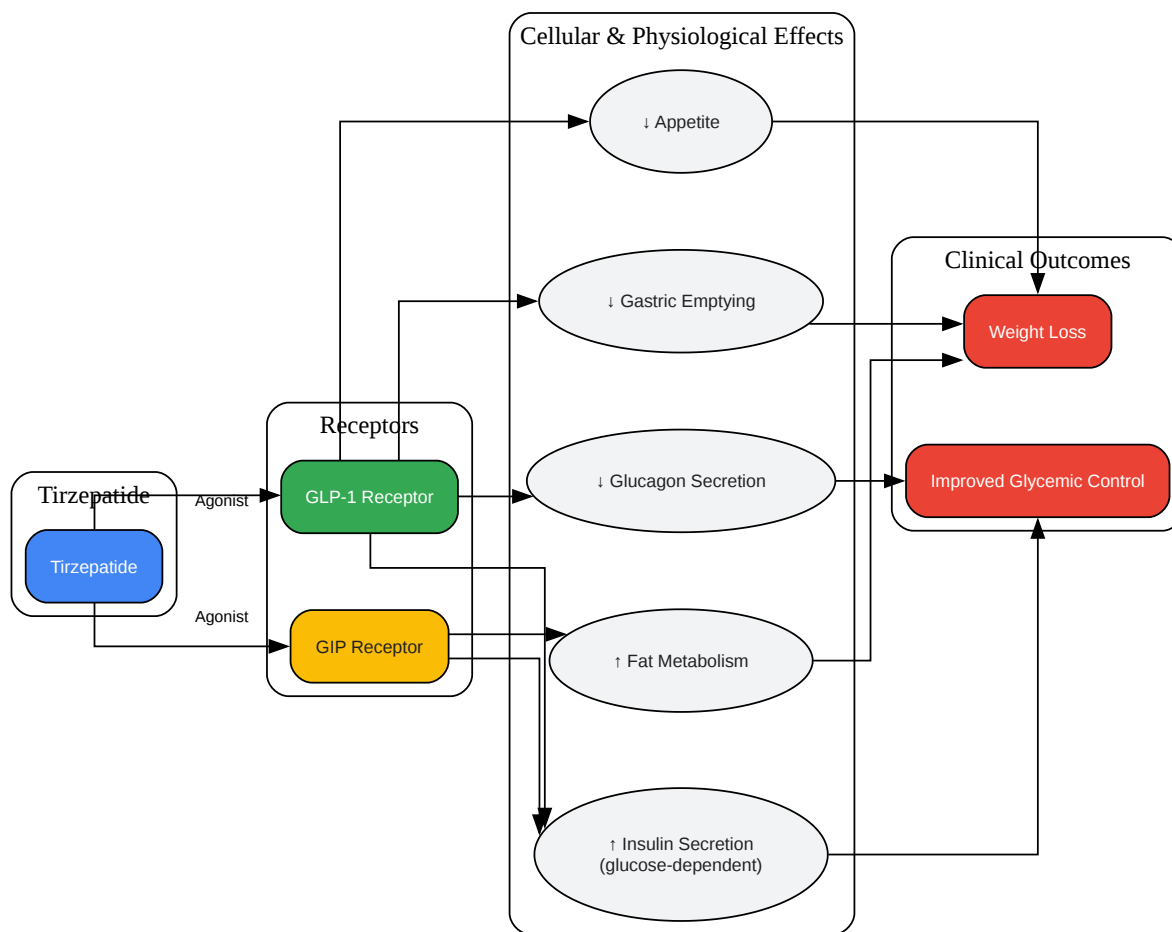 Cellular & Physiological Effects
↓ Appetite
↓ Gastric Emptying
Clinical Outcomes
Weight Loss
Receptors
Tirzepatide
Agonist
GLP-1 Receptor
↓ Glucagon Secretion
Improved Glycemic Control
Tirzepatide
Agonist
GIP Receptor
↑ Fat Metabolism
↑ Insulin Secretion
(glucose-dependent)